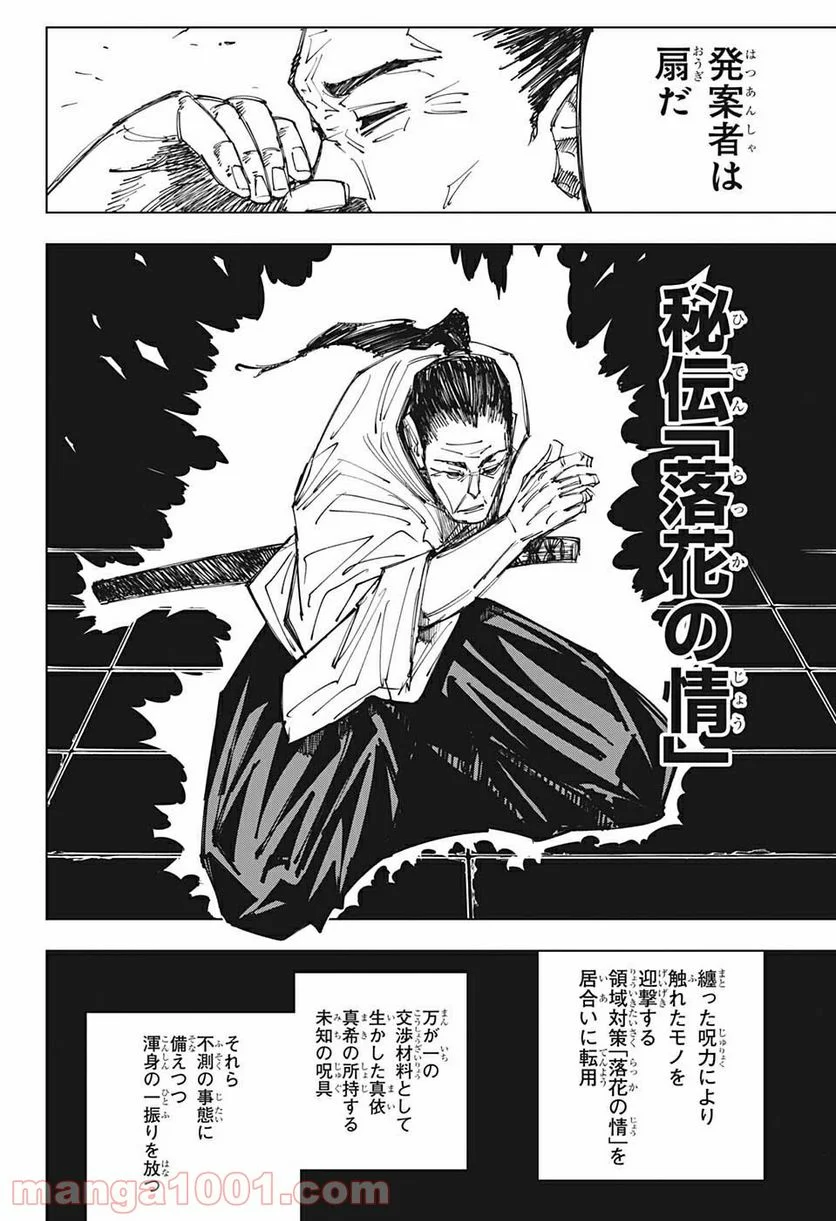 発案者は
扇だ
秘伝「落花の情」
纏った呪力により
触れたモノを
迎撃する
領域対策「落花の情」を
居合いに転用
万が一の
交渉材料として
生かした真依
真希の所持する
未知の呪具
それら
不測の事態に
備えつつ
渾身の一振りを放つ
manga1001.com